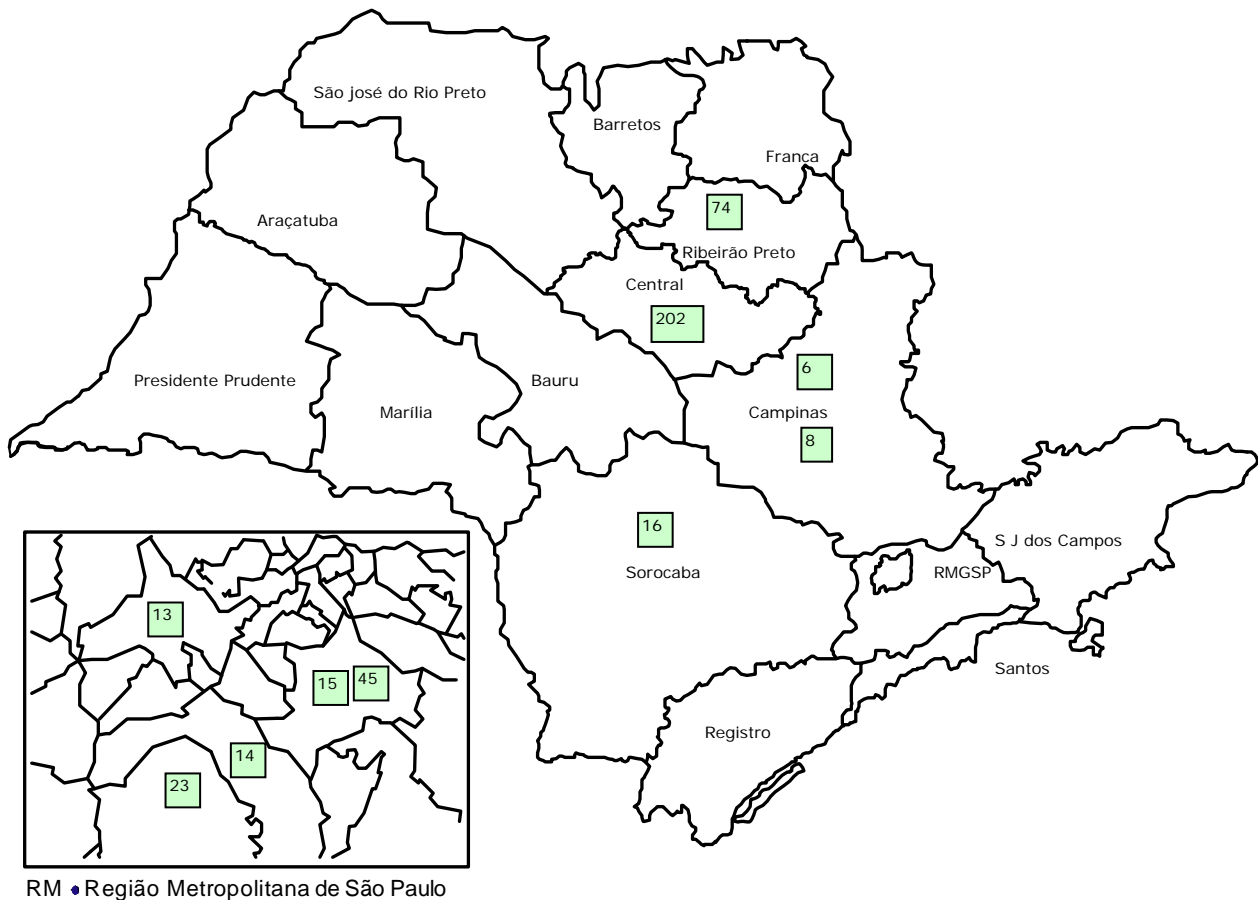 São josé do Rio Preto
Barretos
Franca
74
Araçatuba
Ribeirão Preto
Central
202
6
Presidente Prudente
Bauru
Marília
Campinas
8
16
S J dos Campos
Sorocaba
RMGSP
13
Santos
15
45
Registro
14
23
RM • Região Metropolitana de São Paulo